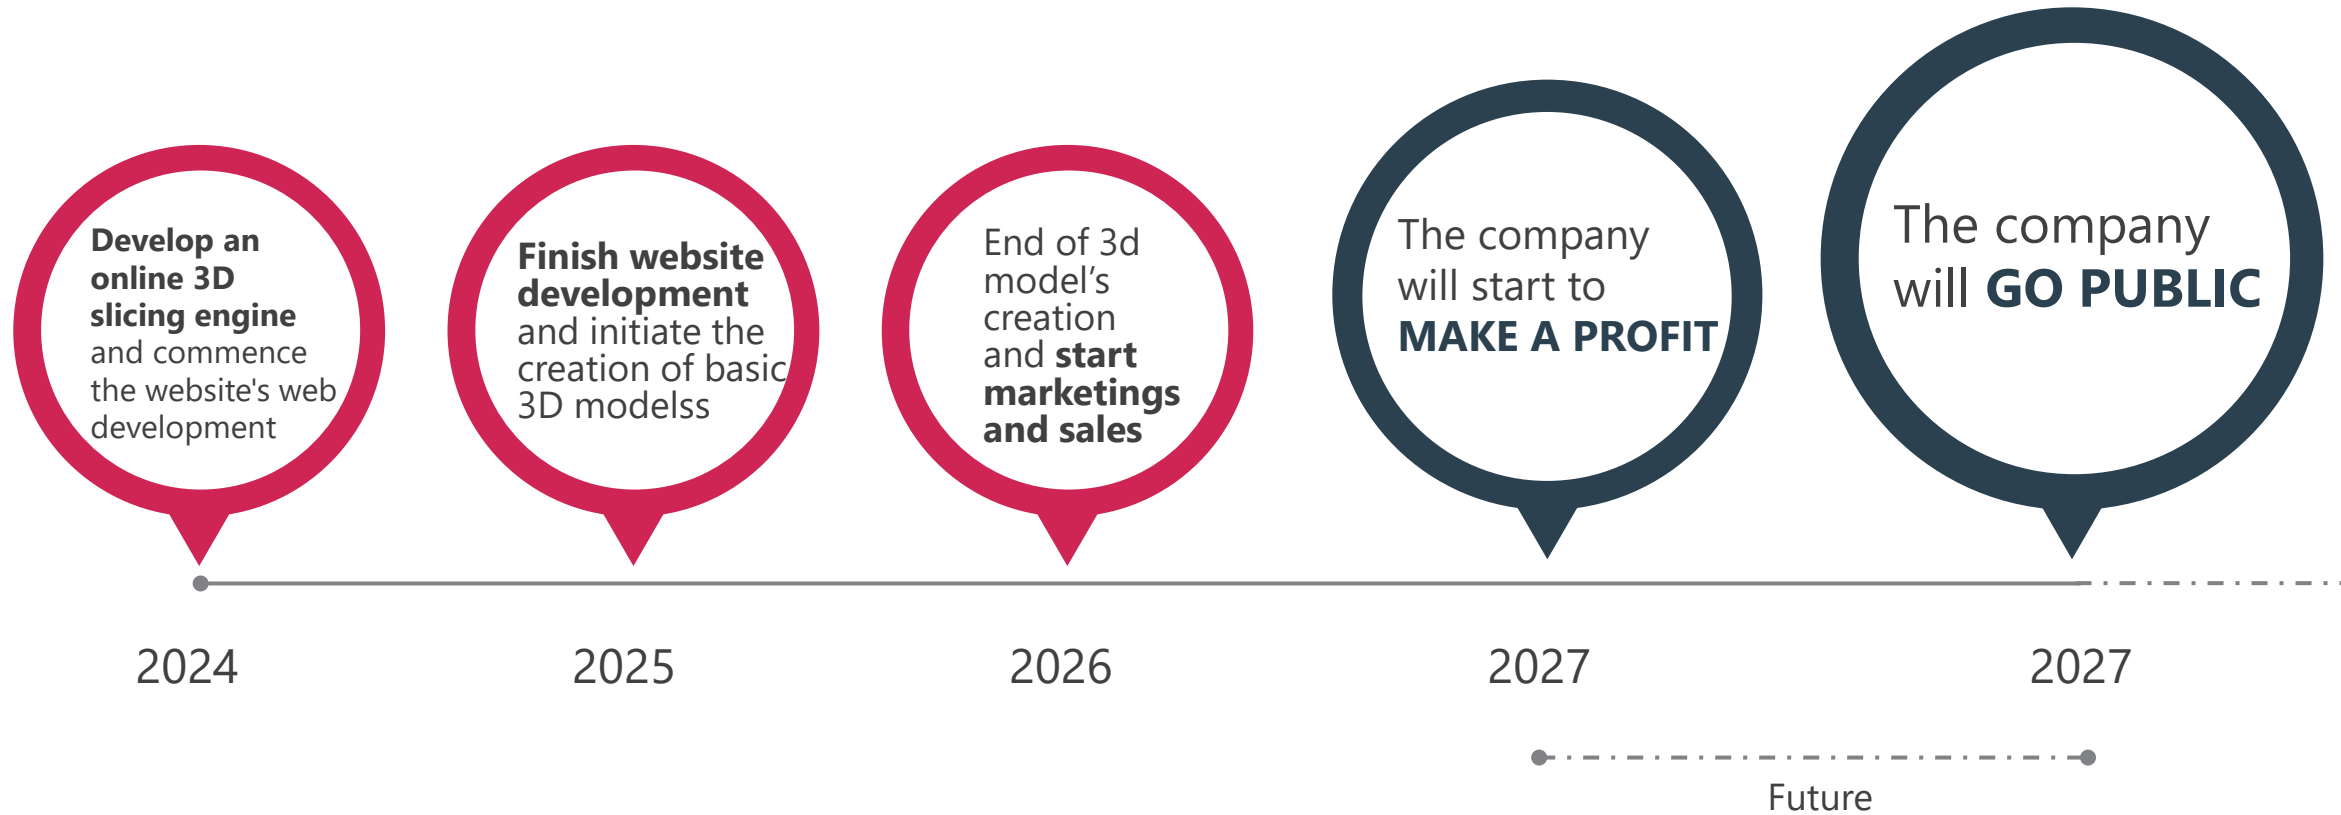 Develop an
online 3D
slicing engine
and commence
the website's web
development
Finish website
development
and initiate the
creation of basic
3D modelss
End of 3d
model’s
creation
and start
marketings
and sales
The company
will start to
MAKE A PROFIT
The company
will GO PUBLIC
2024
2025
2026
2027
2027
Future